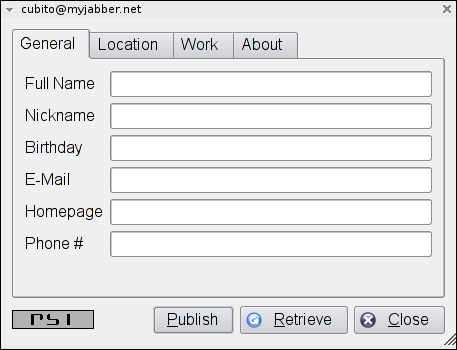 cubito@myjabber.net
General Location Work About
Full Name
Nickname
Birthday
E-Mail
Homepage
Phone #
PSI Publish Retrieve Close